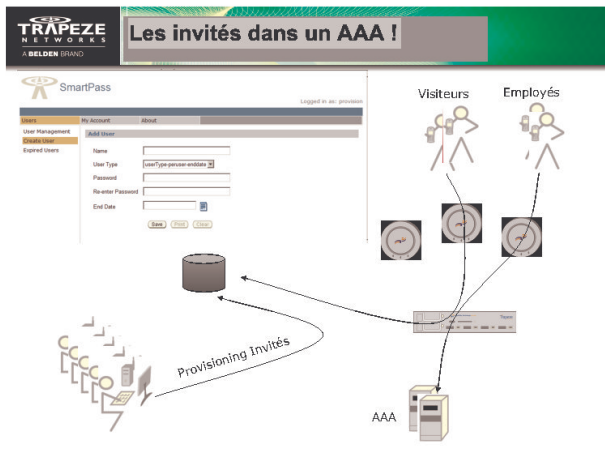 TRAPEZE
NETWORKS
A BELDEN BRAND
Les invités dans un AAA !
SmartPass
Logged in as: provision
Users
My Account
About
User Management
Create User
Expired Users
Add User
Name
User Type
userType-peruser-enddate
Password
Re-enter Password
End Date
Save
Print
Clear
Visiteurs
Employés
Provisioning Invités
AAA